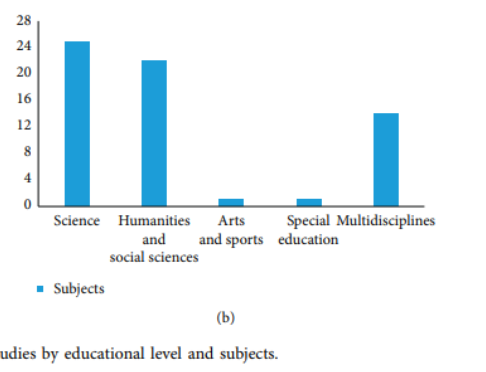 28
24
20
16
12
8
4
0
Science
Humanities
and
social sciences
Arts
and sports
Special
education
Multidisciplines
Subjects
(b)
udies by educational level and subjects.